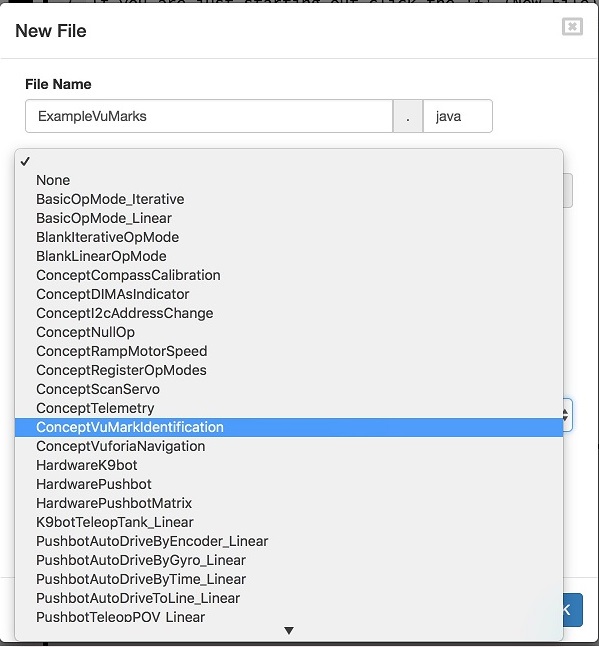 New File
File Name
ExampleVuMarks . java
✓
None
BasicOpMode_Iterative
BasicOpMode_Linear
BlankIterativeOpMode
BlankLinearOpMode
ConceptCompassCalibration
ConceptDIMAsIndicator
ConceptI2cAddressChange
ConceptNullOp
ConceptRampMotorSpeed
ConceptRegisterOpModes
ConceptScanServo
ConceptTelemetry
ConceptVuMarkIdentification
ConceptVuforiaNavigation
HardwareK9bot
HardwarePushbot
HardwarePushbotMatrix
K9botTeleopTank_Linear
PushbotAutoDriveByEncoder_Linear
PushbotAutoDriveByGyro_Linear
PushbotAutoDriveByTime_Linear
PushbotAutoDriveToLine_Linear
PushbotTeleopPOV_Linear